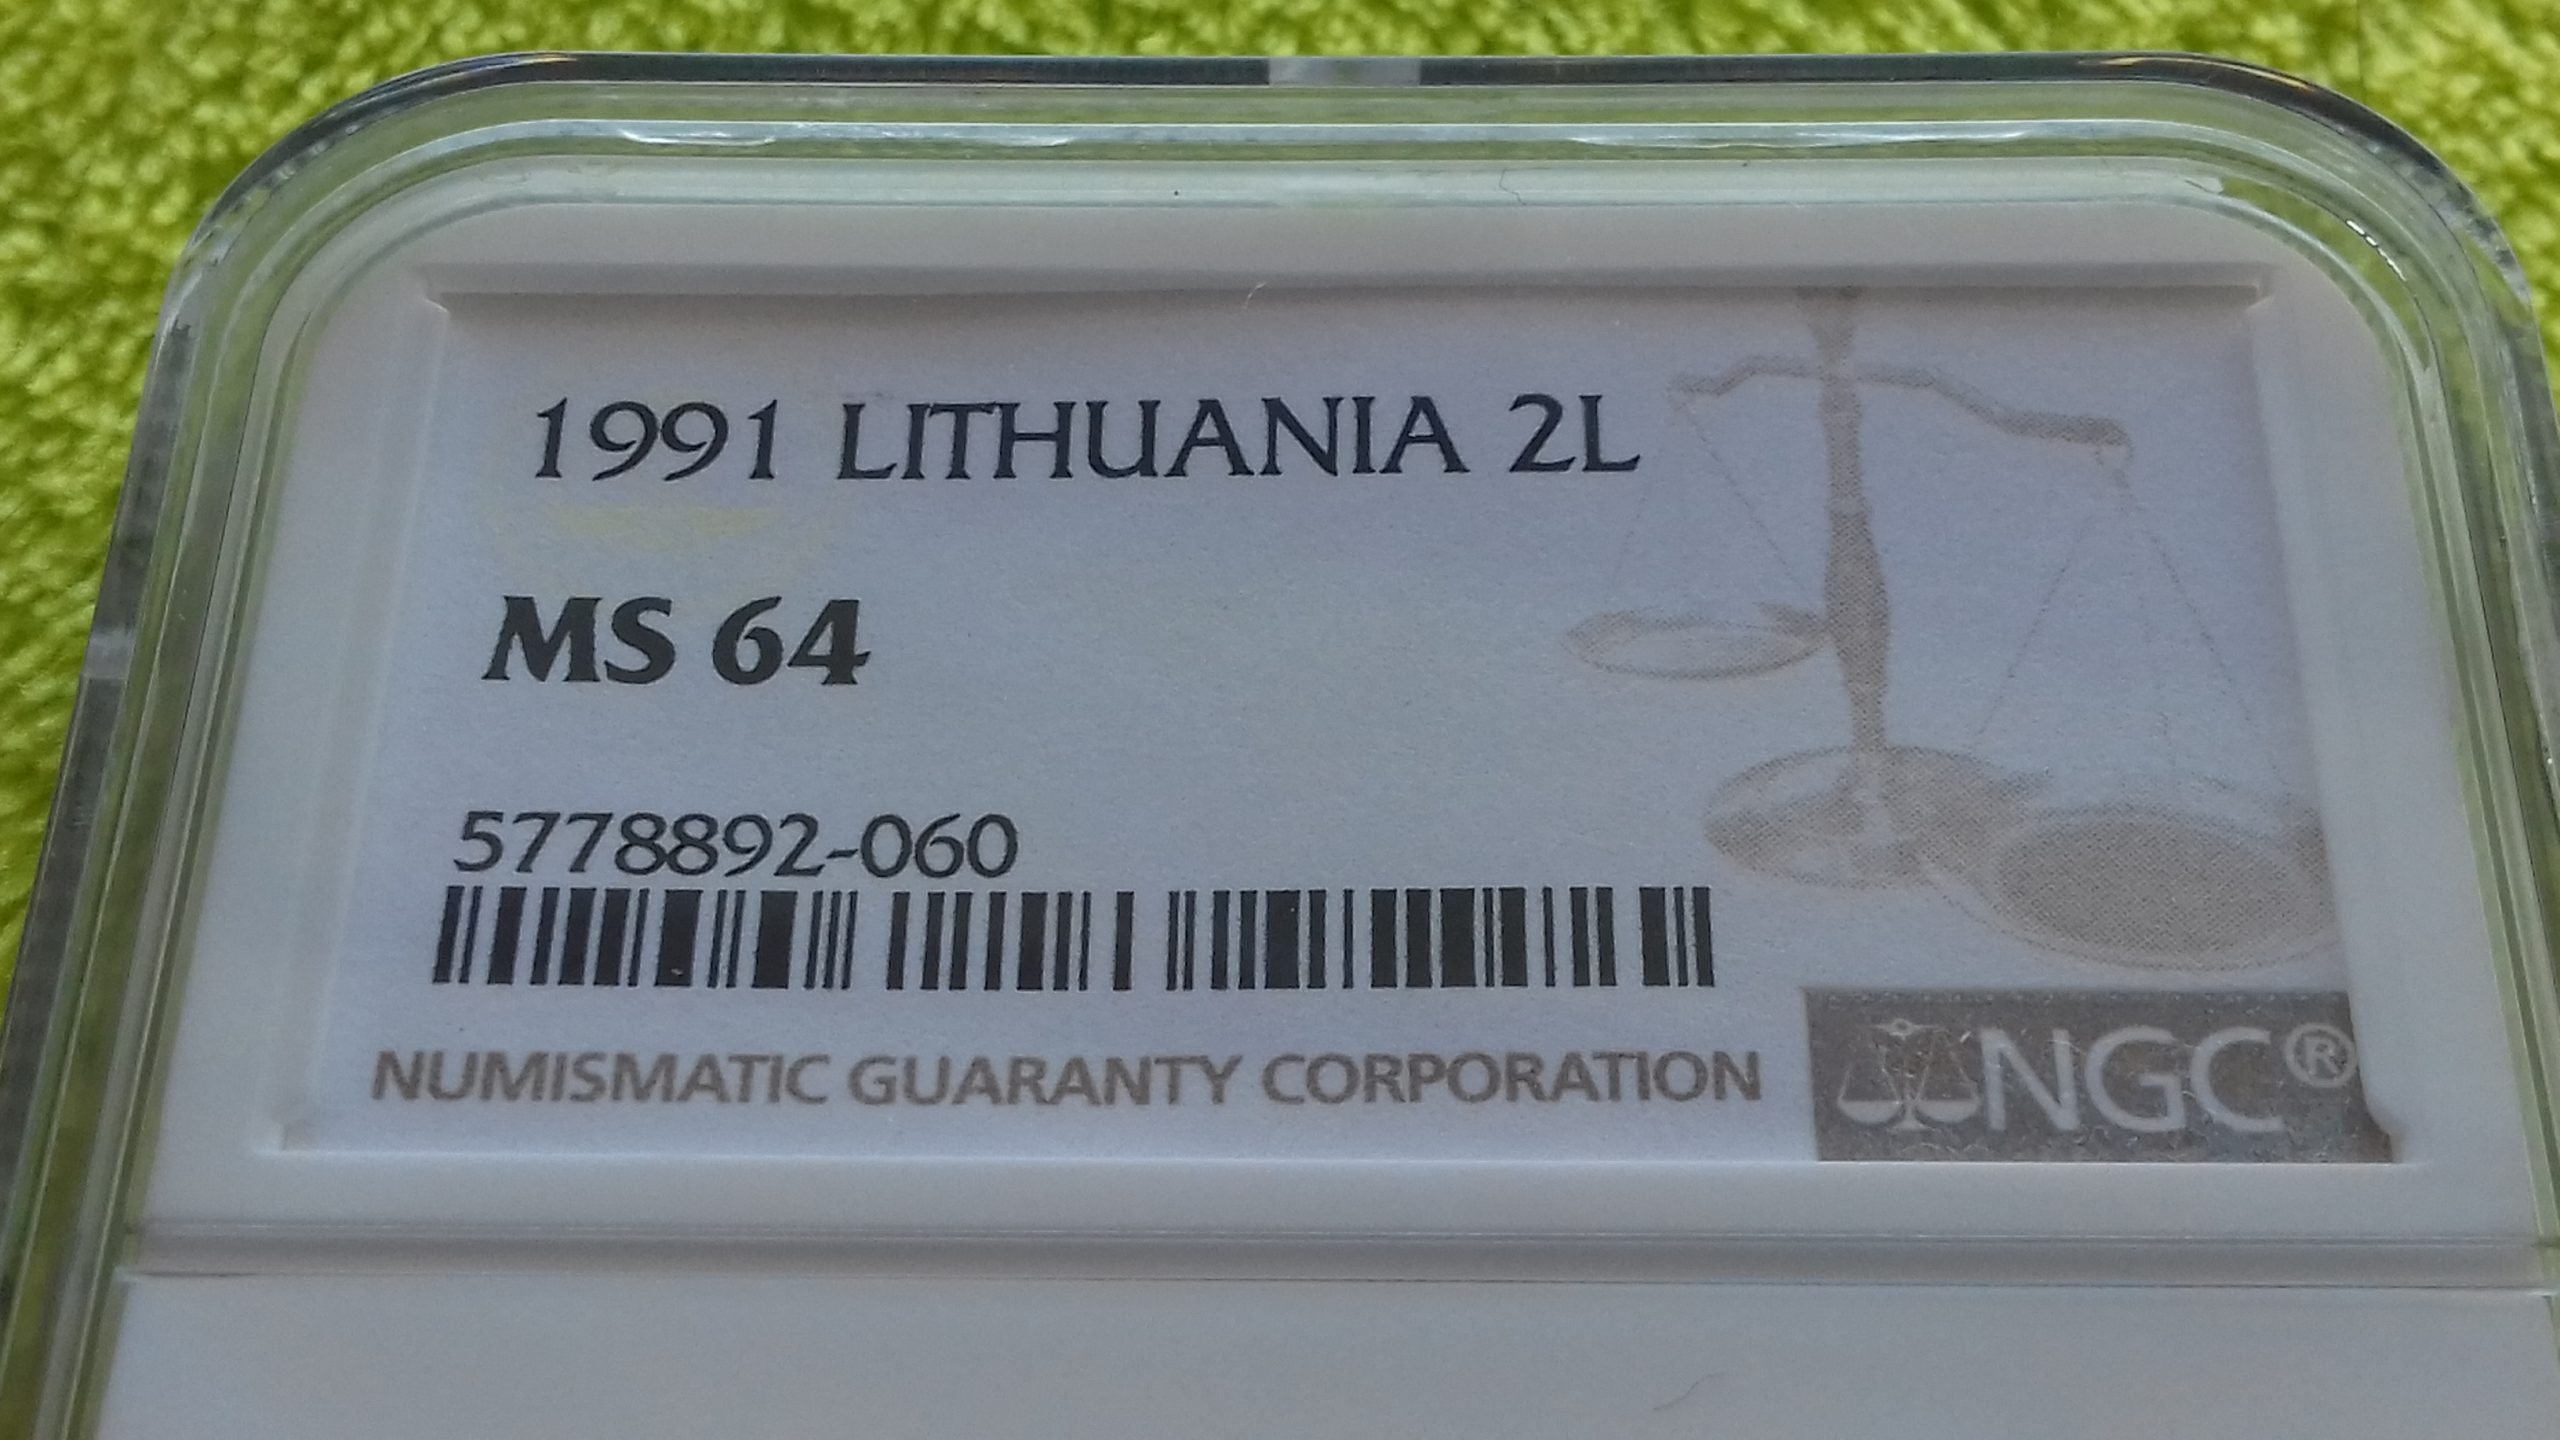 1991 LITHUANIA 2L
MS 64
5778892-060
NUMISMATIC GUARANTY CORPORATION
NGC®